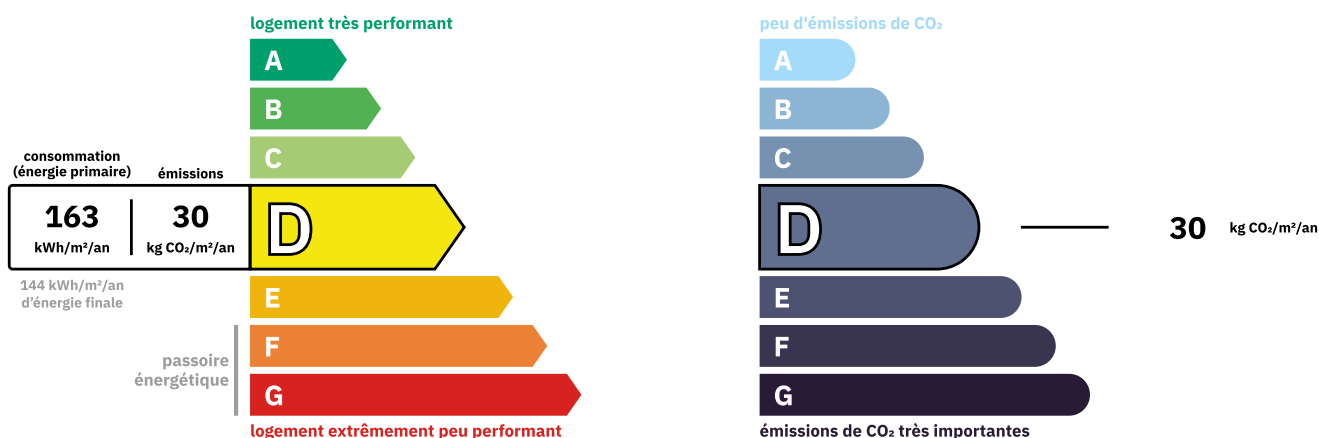 logement très performant
A
B
C
consommation
(énergie primaire)
émissions
163
kWh/m²/an
30
kg CO₂/m²/an
D
144 kWh/m²/an
d'énergie finale
E
passoire
énergétique
F
G
logement extrêmement peu performant
peu d'émissions de CO₂
A
B
C
D
30 kg CO₂/m²/an
E
F
G
émissions de CO₂ très importantes